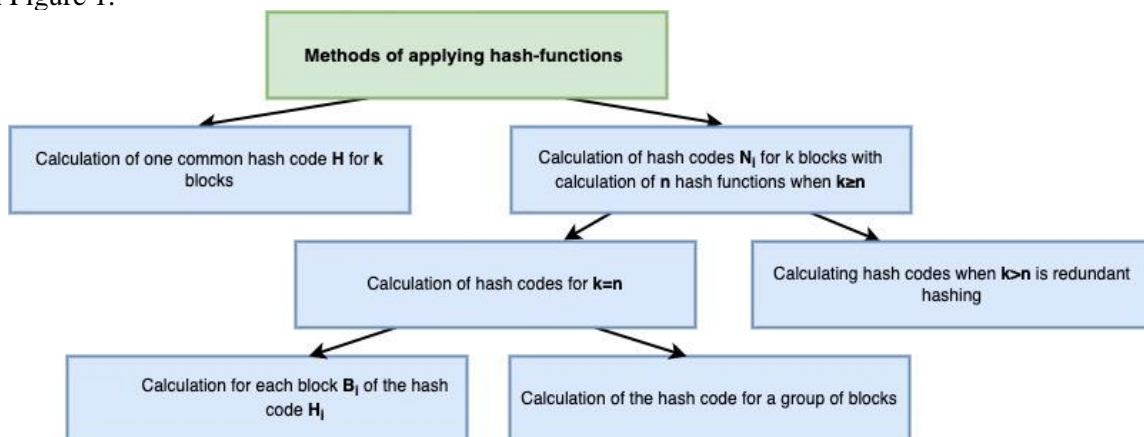 Figure 1.
Methods of applying hash-functions
Calculation of one common hash code H for k
blocks
Calculation of hash codes Ni for k blocks with
calculation of n hash functions when k≥n
Calculation of hash codes for k=n
Calculating hash codes when k>n is redundant
hashing
Calculation for each block Bi of the hash
code Hi
Calculation of the hash code for a group of blocks